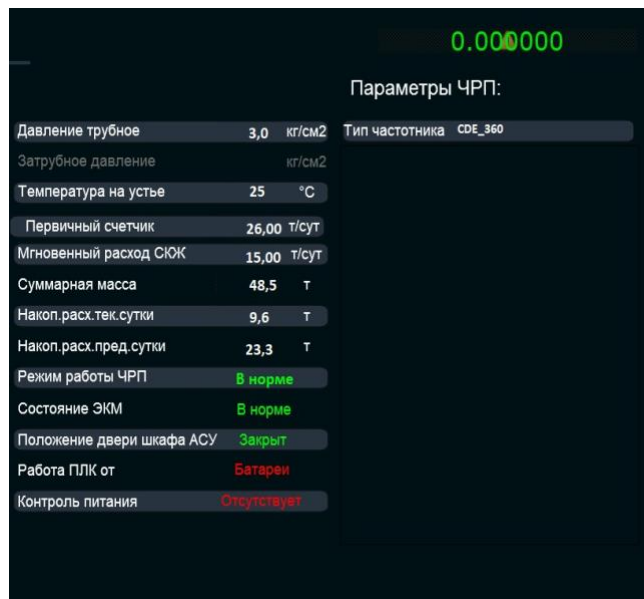 0.000000
Параметры ЧРП:
Давление трубное 3,0 кг/см2
Тип частотника CDE_360
Затрубное давление кг/см2
Температура на устье 25 °C
Первичный счетчик 26,00 т/сут
Мгновенный расход СКЖ 15,00 т/сут
Суммарная масса 48,5 т
Накоп.расх.тек.сутки 9,6 т
Накоп.расх.пред.сутки 23,3 т
Режим работы ЧРП В норме
Состояние ЭКМ В норме
Положение двери шкафа АСУ Закрыт
Работа ПЛК от Батареи
Контроль питания Отсутствует